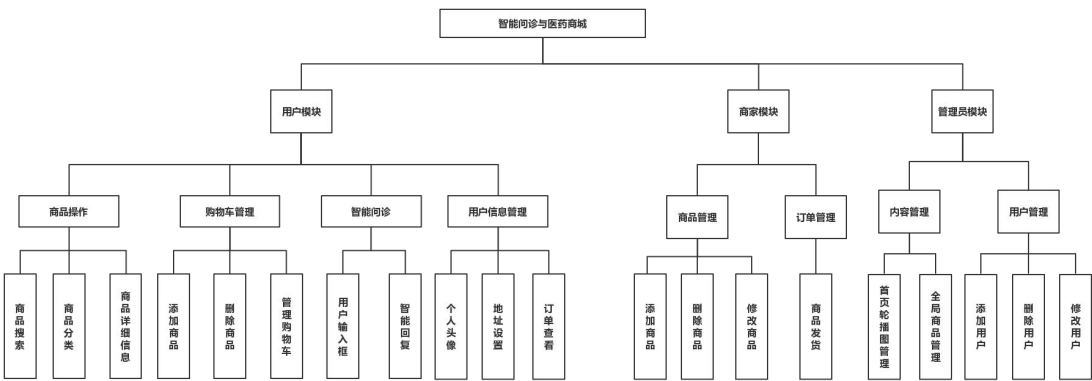 智能问诊与医药商城
用户模块
商家模块
管理员模块
商品操作
购物车管理
智能问诊
用户信息管理
商品管理
订单管理
内容管理
用户管理
商品搜索
商品分类
商品详细信息
添加商品
删除商品
管理购物车
用户输入框
智能回复
个人头像
地址设置
订单查看
添加商品
删除商品
修改商品
商品发货
首页轮播图管理
全局商品管理
添加用户
删除用户
修改用户